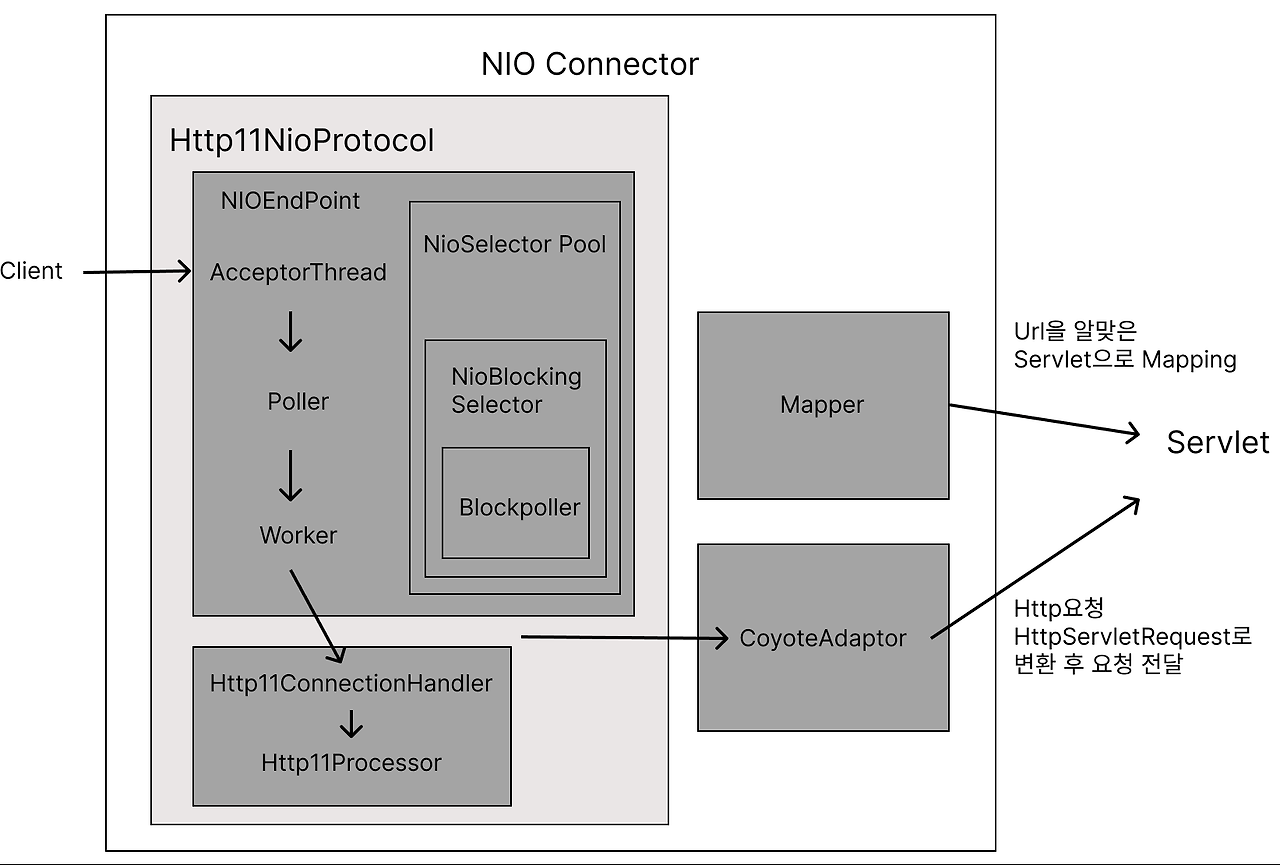 NIO Connector
Http11NioProtocol
NIOEndPoint
NioSelector Pool
Client
AcceptorThread
Poller
Worker
NioBlocking
Selector
Blockpoller
Http11ConnectionHandler
Http11Processor
Mapper
CoyoteAdaptor
Url을 알맞은
Servlet으로 Mapping
Servlet
Http요청
HttpServletRequest로
변환 후 요청 전달